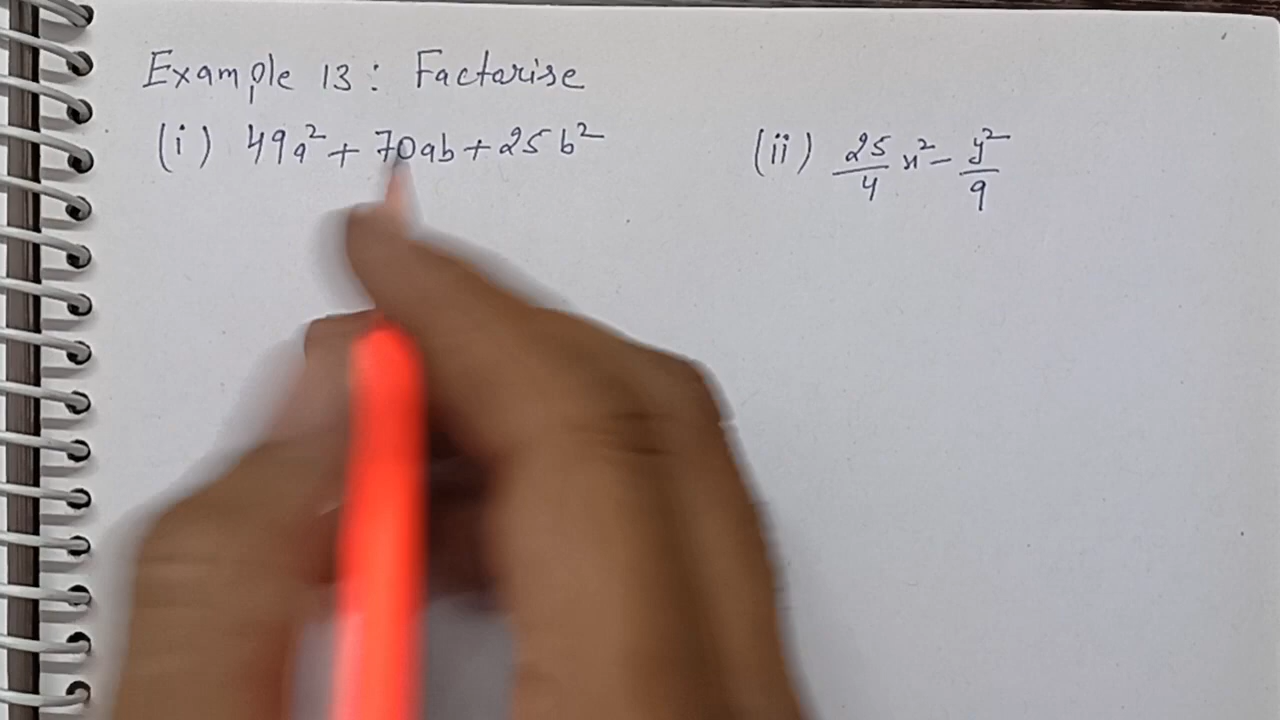 Example 13: Factorise
(i) 49a² + 70ab + 25b² (ii) 25/4 x² - y²/9